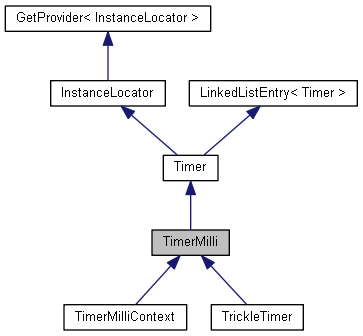 GetProvider< InstanceLocator >
InstanceLocator
LinkedListEntry< Timer >
Timer
TimerMilli
TimerMilliContext
TrickleTimer